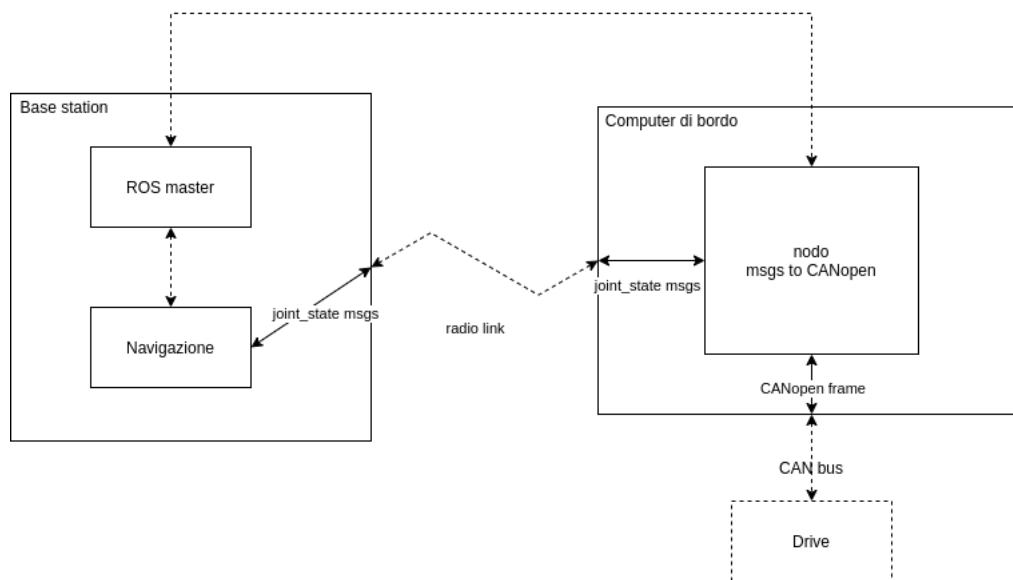 Base station
Computer di bordo
ROS master
nodo
msgs to CANopen
joint_state msgs
joint_state msgs
radio link
Navigazione
CANopen frame
CAN bus
Drive